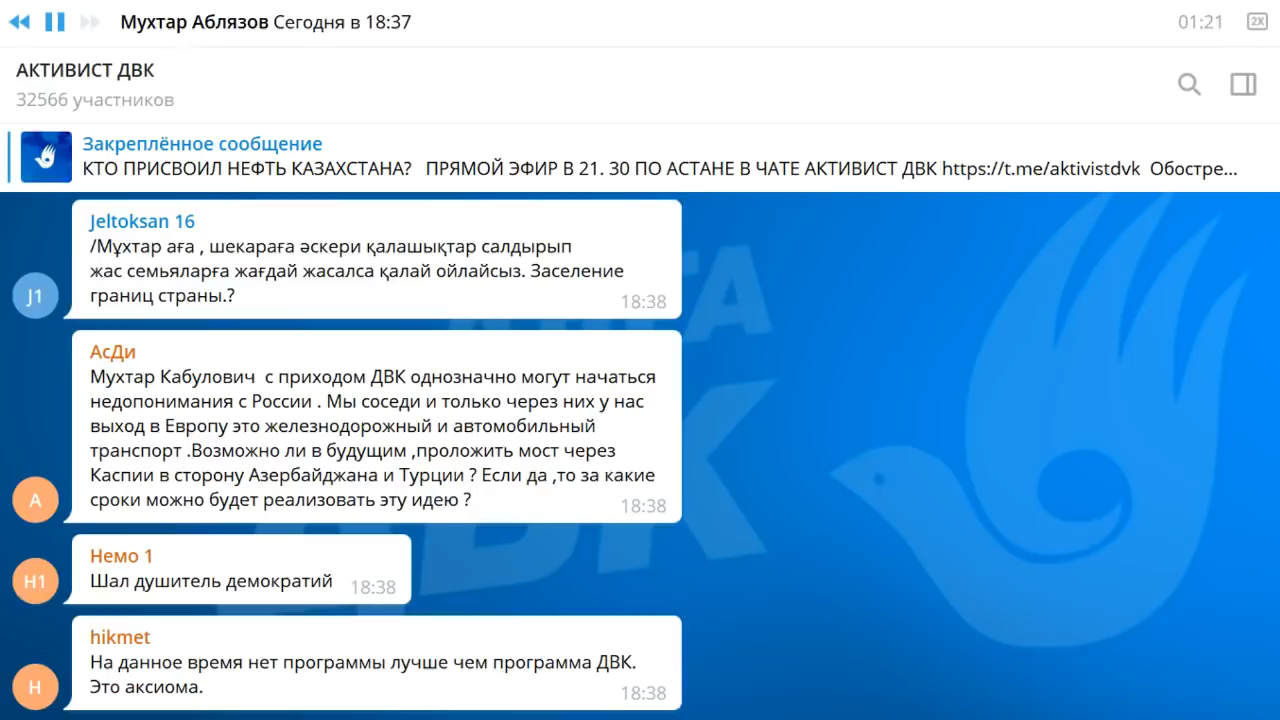 Мухтар Аблязов Сегодня в 18:37
01:21
2X
АКТИВИСТ ДВК
32566 участников
Закреплённое сообщение
КТО ПРИСВОИЛ НЕФТЬ КАЗАХСТАНА? ПРЯМОЙ ЭФИР В 21. 30 ПО АСТАНЕ В ЧАТЕ АКТИВИСТ ДВК https://t.me/aktivistdvk Обостре...
Jeltoksan 16
/Мұхтар аға , шекараға әскери қалашықтар салдырып
жас семьяларға жағдай жасалса қалай ойлайсыз. Заселение
границ страны.?
18:38
J1
АсДи
Мухтар Кабулович с приходом ДВК однозначно могут начаться
недопонимания с России . Мы соседи и только через них у нас
выход в Европу это железнодорожный и автомобильный
транспорт .Возможно ли в будущим ,проложить мост через
Каспии в сторону Азербайджана и Турции ? Если да ,то за какие
сроки можно будет реализовать эту идею ?
18:38
А
Немо 1
Шал душитель демократий
18:38
Н1
hikmet
На данное время нет программы лучше чем программа ДВК.
Это аксиома.
18:38
H
ДВК